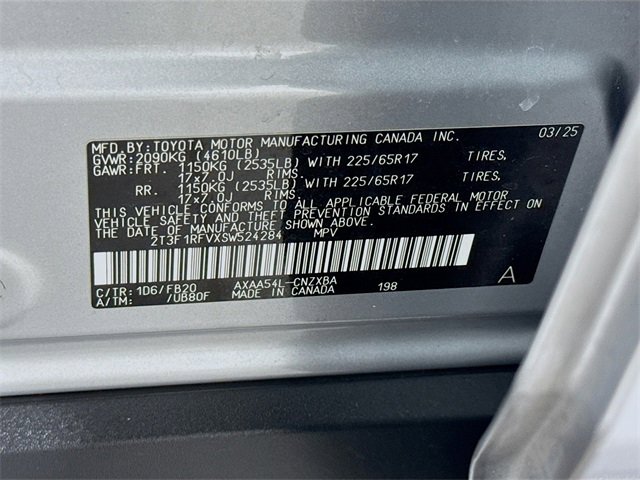 MFD. BY: TOYOTA MOTOR MANUFACTURING CANADA INC. 03/25
GVWR: 2090KG (4610LB)
GAWR: FRT. 1150KG (2535LB) WITH 225/65R17 TIRES,
17x7.0J RIMS.
RR. 1150KG (2535LB) WITH 225/65R17 TIRES,
17x7.0J RIMS.
THIS VEHICLE CONFORMS TO ALL APPLICABLE FEDERAL MOTOR
VEHICLE SAFETY AND THEFT PREVENTION STANDARDS IN EFFECT
ON THE DATE OF MANUFACTURE SHOWN ABOVE.
2T3F1RFVXSW524284 MPV
C/TR: 1D6/FB20 AXAA54L-CNZXBA 198 A
A/TM: /UB80F MADE IN CANADA